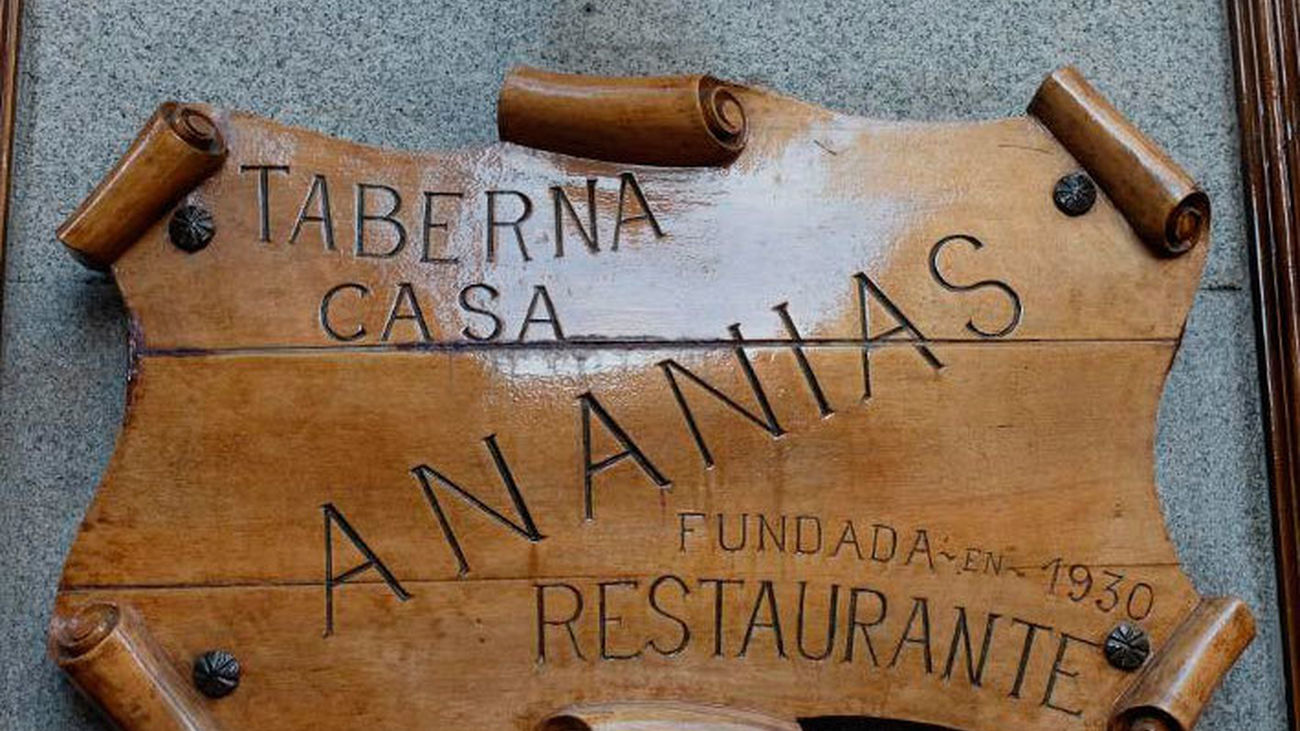 TABERNA
CASA
ANANIAS
FUNDADA~EN~1930
RESTAURANTE